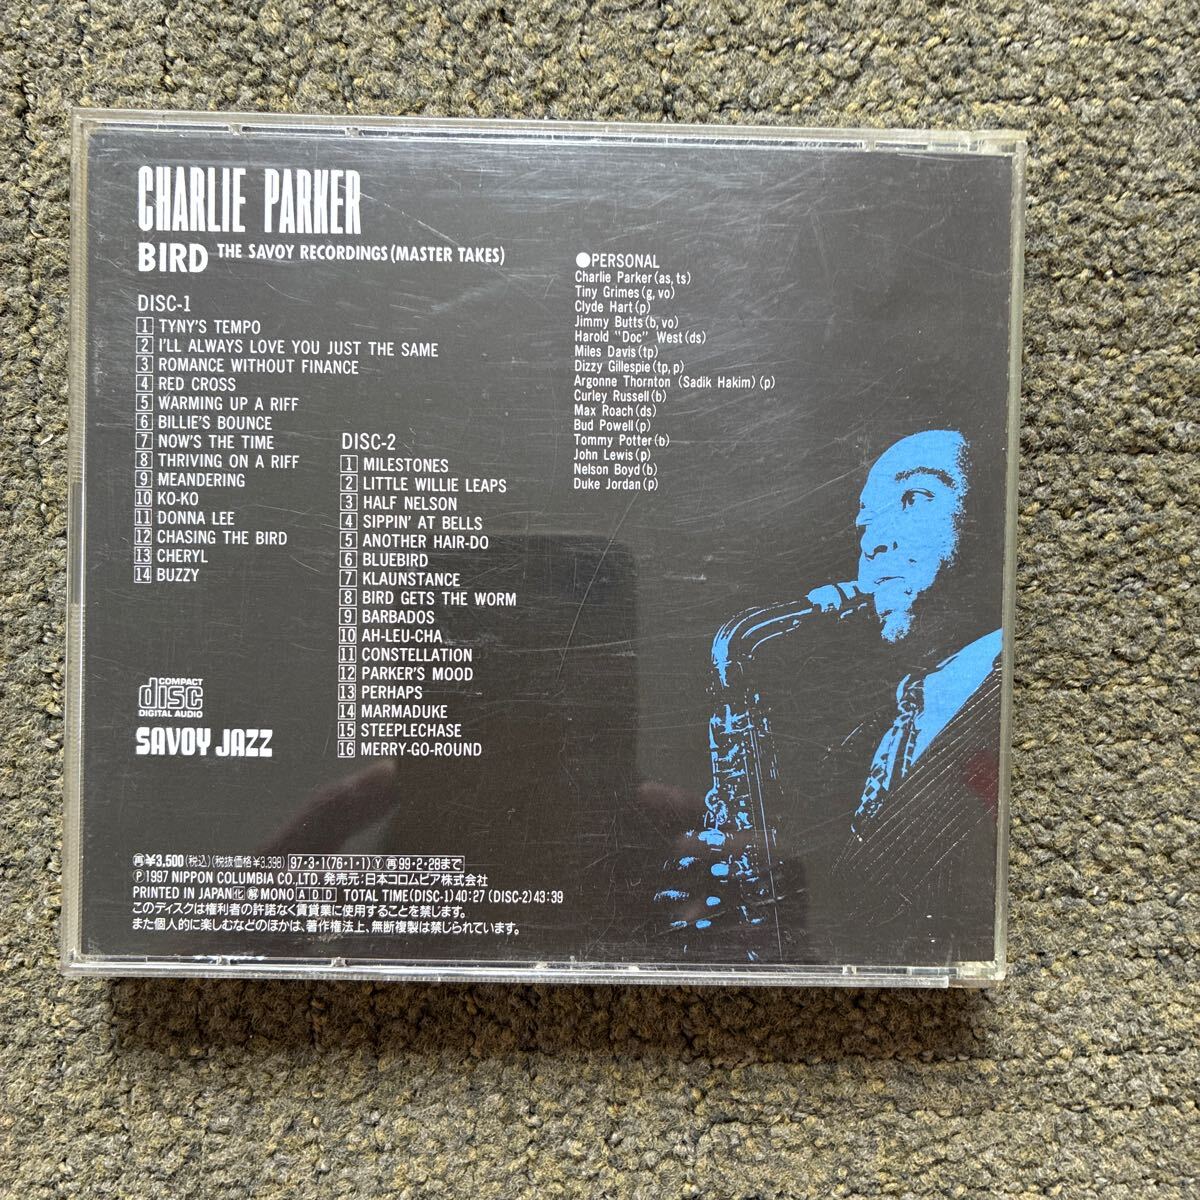 CHARLIE PARKER
BIRD THE SAVOY RECORDINGS (MASTER TAKES)
DISC-1
1 TYNY'S TEMPO
2 I'LL ALWAYS LOVE YOU JUST THE SAME
3 ROMANCE WITHOUT FINANCE
4 RED CROSS
5 WARMING UP A RIFF
6 BILLIE'S BOUNCE
7 NOW'S THE TIME
8 THRIVING ON A RIFF
9 MEANDERING
10 KO-KO
11 DONNA LEE
12 CHASING THE BIRD
13 CHERYL
14 BUZZY
DISC-2
1 MILESTONES
2 LITTLE WILLIE LEAPS
3 HALF NELSON
4 SIPPIN' AT BELLS
5 ANOTHER HAIR-DO
6 BLUEBIRD
7 KLAUNSTANCE
8 BIRD GETS THE WORM
9 BARBADOS
10 AH-LEU-CHA
11 CONSTELLATION
12 PARKER'S MOOD
13 PERHAPS
14 MARMADUKE
15 STEEPLECHASE
16 MERRY-GO-ROUND
●PERSONAL
Charlie Parker (as, ts)
Tiny Grimes (g, vo)
Clyde Hart (p)
Jimmy Butts (b, vo)
Harold "Doc" West (ds)
Miles Davis (tp)
Dizzy Gillespie (tp, p)
Argonne Thornton (Sadik Hakim) (p)
Curley Russell (b)
Max Roach (ds)
Bud Powell (p)
Tommy Potter (b)
John Lewis (p)
Nelson Boyd (b)
Duke Jordan (p)
COMPACT
disc
DIGITAL AUDIO
SAVOY JAZZ
再¥3,500(税込)(税抜価格¥3,398) 97・3・1(76・1・1)Ⓨ再99・2・28まで
Ⓟ1997 NIPPON COLUMBIA CO.,LTD. 発売元:日本コロムビア株式会社
PRINTED IN JAPAN 化 解 MONO ADD TOTAL TIME(DISC-1)40:27 (DISC-2)43:39
このディスクは権利者の許諾なく賃貸業に使用することを禁じます。
また個人的に楽しむなどのほかは、著作権法上、無断複製は禁じられています。